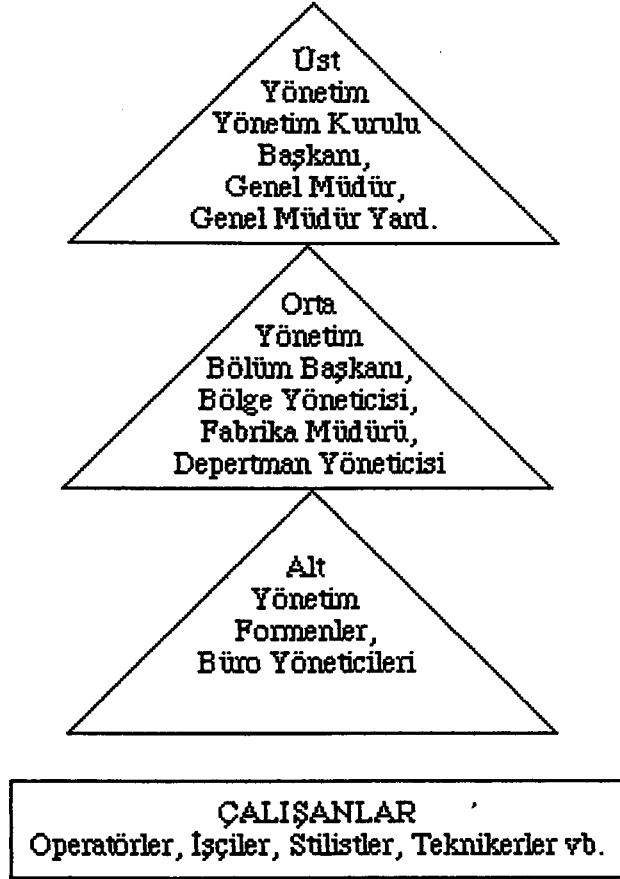 Üst
Yönetim
Yönetim Kurulu
Başkanı,
Genel Müdür,
Genel Müdür Yard.
Orta
Yönetim
Bölüm Başkanı,
Bölge Yöneticisi,
Fabrika Müdürü,
Depertman Yöneticisi
Alt
Yönetim
Formenler,
Büro Yöneticileri
ÇALIŞANLAR
Operatörler, İşçiler, Stilistler, Teknikerler vb.